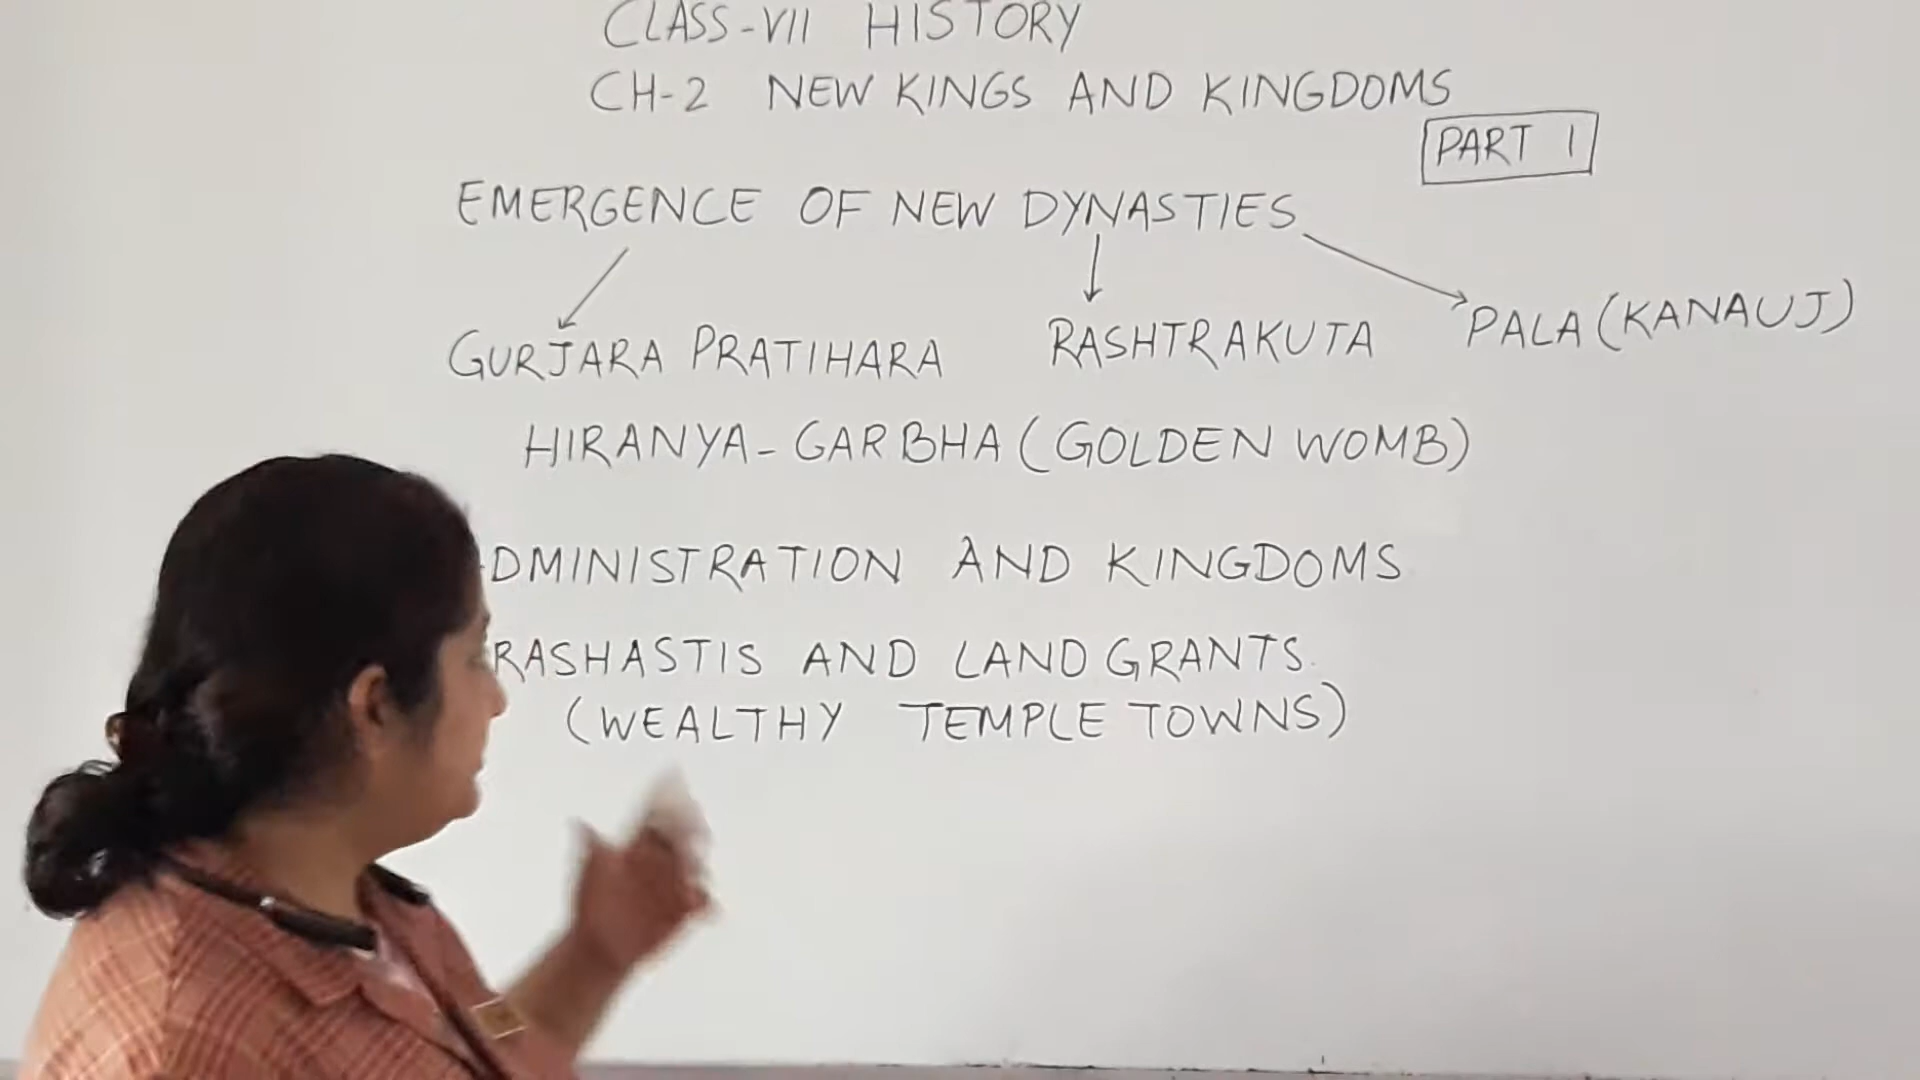 CLASS-VII HISTORY
CH-2 NEW KINGS AND KINGDOMS
PART 1
EMERGENCE OF NEW DYNASTIES
GURJARA PRATIHARA RASHTRAKUTA PALA (KANAUJ)
HIRANYA-GARBHA (GOLDEN WOMB)
DMINISTRATION AND KINGDOMS
RASHASTIS AND LAND GRANTS.
(WEALTHY TEMPLE TOWNS)